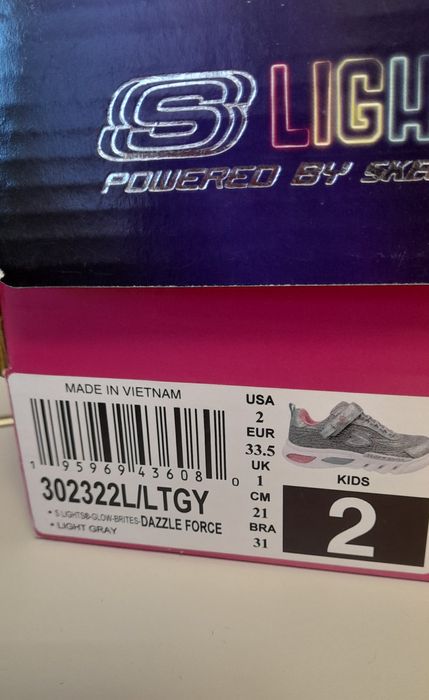 S LIGH
POWERED BY SKE
MADE IN VIETNAM
1 95969 43608 0
302322L/LTGY
• S LIGHTS®-GLOW-BRITES-DAZZLE FORCE
• LIGHT GRAY
USA
2
EUR
33.5
UK
1
CM
21
BRA
31
KIDS
2